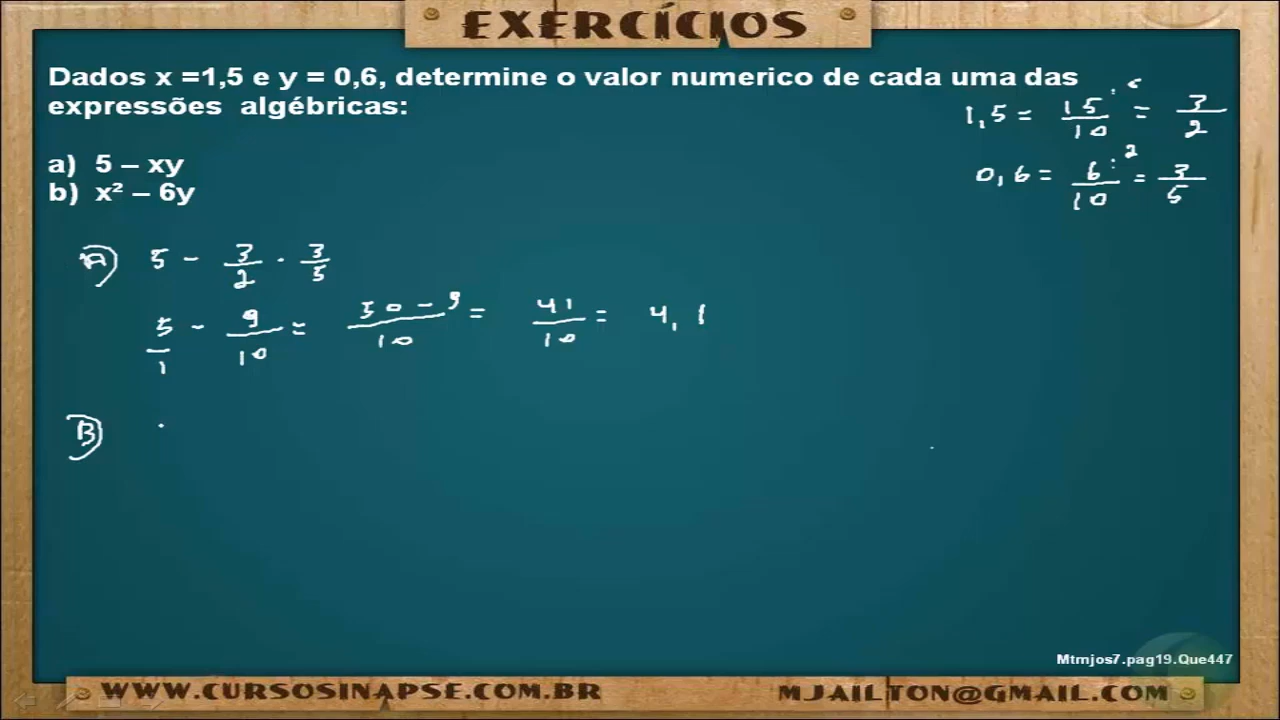 EXERCÍCIOS
Dados x =1,5 e y = 0,6, determine o valor numerico de cada uma das
expressões algébricas:
1,5 = 15/10 = 3/2
0,6 = 6/10 :2 = 3/5
a) 5 – xy
b) x² – 6y
A) 5 - 3/2 · 3/5
5/1 - 9/10 = 50 - 9/10 = 41/10 = 4,1
B)
Mtmjos7.pag19.Que447
WWW.CURSOSINAPSE.COM.BR
MJAILTON@GMAIL.COM